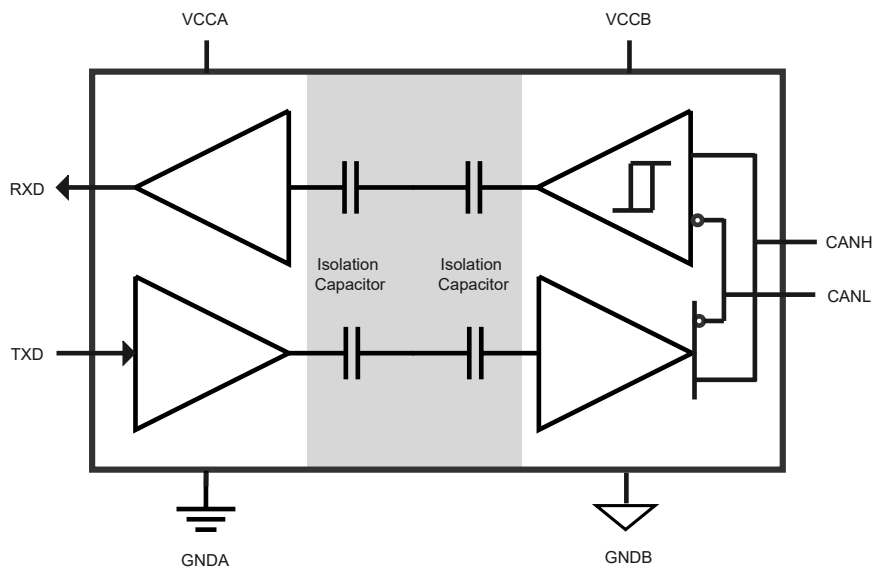 VCCA
VCCB
RXD
CANH
Isolation
Capacitor
Isolation
Capacitor
CANL
TXD
GNDA
GNDB